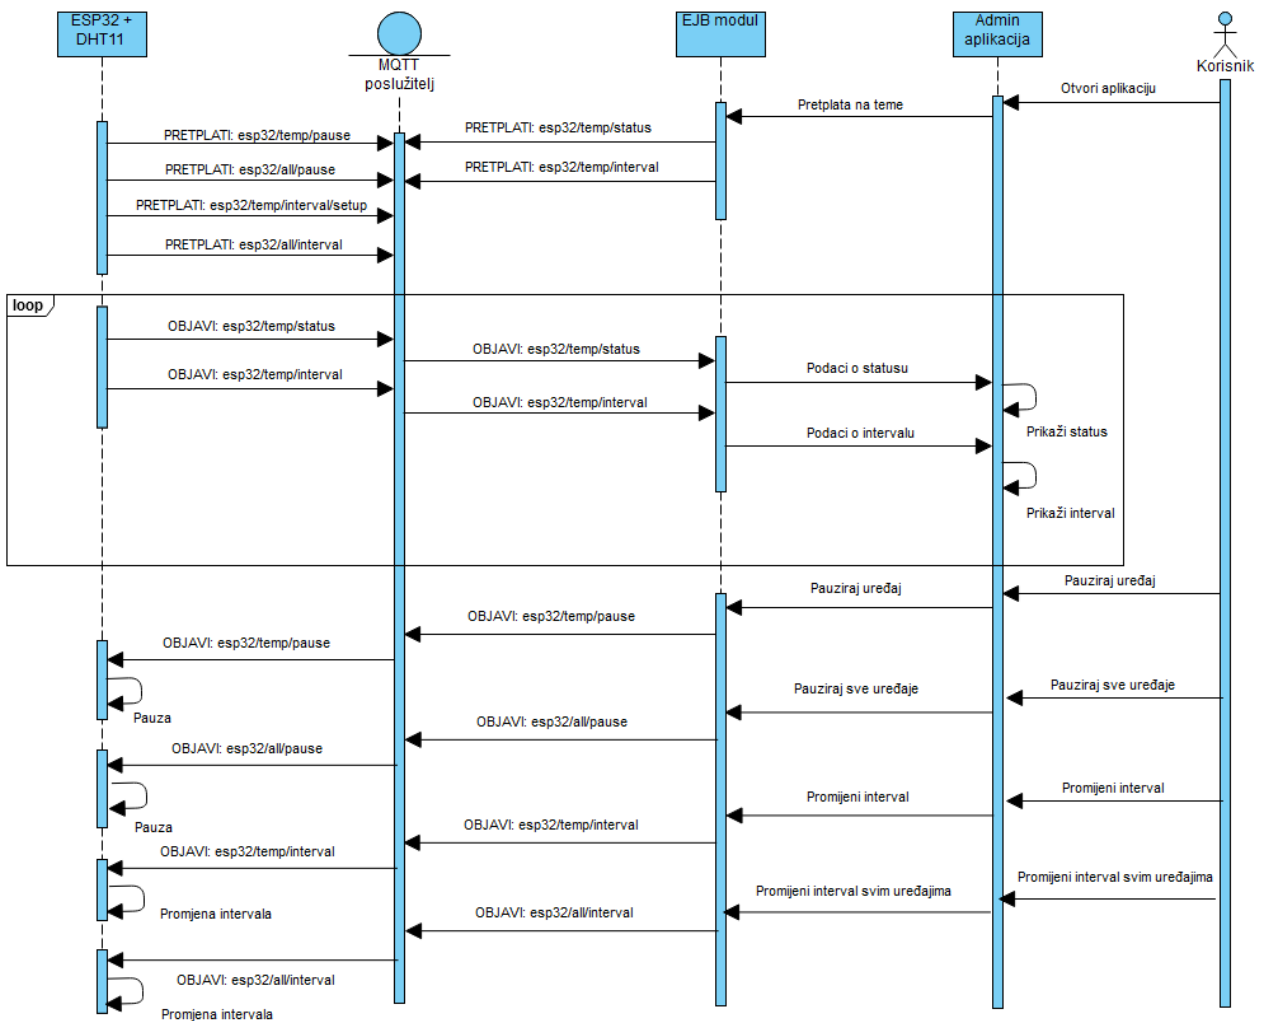 ESP32 +
DHT11
MQTT
poslužitelj
EJB modul
Admin
aplikacija
Korisnik
Otvori aplikaciju
Pretplata na teme
PRETPLATI: esp32/temp/status
PRETPLATI: esp32/temp/pause
PRETPLATI: esp32/temp/interval
PRETPLATI: esp32/all/pause
PRETPLATI: esp32/temp/interval/setup
PRETPLATI: esp32/all/interval
loop
OBJAVI: esp32/temp/status
OBJAVI: esp32/temp/status
Podaci o statusu
OBJAVI: esp32/temp/interval
OBJAVI: esp32/temp/interval
Prikaži status
Podaci o intervalu
Prikaži interval
Pauziraj uređaj
Pauziraj uređaj
OBJAVI: esp32/temp/pause
OBJAVI: esp32/temp/pause
Pauza
Pauziraj sve uređaje
Pauziraj sve uređaje
OBJAVI: esp32/all/pause
OBJAVI: esp32/all/pause
Pauza
Promijeni interval
Promijeni interval
OBJAVI: esp32/temp/interval
OBJAVI: esp32/temp/interval
Promjena intervala
Promijeni interval svim uređajima
Promijeni interval svim uređajima
OBJAVI: esp32/all/interval
OBJAVI: esp32/all/interval
Promjena intervala